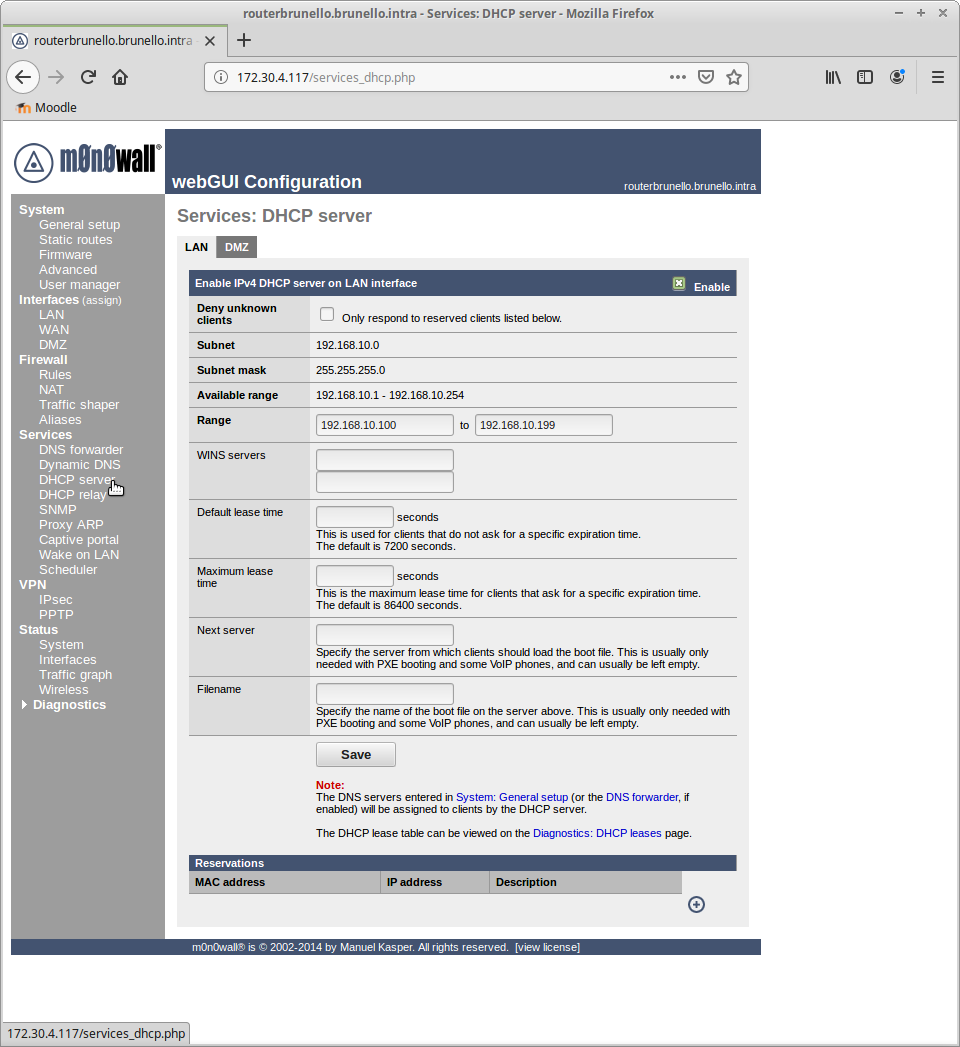 routerbrunello.brunello.intra - Services: DHCP server - Mozilla Firefox
routerbrunello.brunello.intra
172.30.4.117/services_dhcp.php
Moodle
m0n0wall®
webGUI Configuration
routerbrunello.brunello.intra
System
General setup
Static routes
Firmware
Advanced
User manager
Interfaces (assign)
LAN
WAN
DMZ
Firewall
Rules
NAT
Traffic shaper
Aliases
Services
DNS forwarder
Dynamic DNS
DHCP server
DHCP relay
SNMP
Proxy ARP
Captive portal
Wake on LAN
Scheduler
VPN
IPsec
PPTP
Status
System
Interfaces
Traffic graph
Wireless
Diagnostics
Services: DHCP server
LAN DMZ
Enable IPv4 DHCP server on LAN interface Enable
Deny unknown
clients
Only respond to reserved clients listed below.
Subnet 192.168.10.0
Subnet mask 255.255.255.0
Available range 192.168.10.1 - 192.168.10.254
Range 192.168.10.100 to 192.168.10.199
WINS servers
Default lease time seconds
This is used for clients that do not ask for a specific expiration time.
The default is 7200 seconds.
Maximum lease
time
seconds
This is the maximum lease time for clients that ask for a specific expiration time.
The default is 86400 seconds.
Next server
Specify the server from which clients should load the boot file. This is usually only
needed with PXE booting and some VoIP phones, and can usually be left empty.
Filename
Specify the name of the boot file on the server above. This is usually only needed with
PXE booting and some VoIP phones, and can usually be left empty.
Save
Note:
The DNS servers entered in System: General setup (or the DNS forwarder, if
enabled) will be assigned to clients by the DHCP server.
The DHCP lease table can be viewed on the Diagnostics: DHCP leases page.
Reservations
MAC address IP address Description
m0n0wall® is © 2002-2014 by Manuel Kasper. All rights reserved. [view license]
172.30.4.117/services_dhcp.php